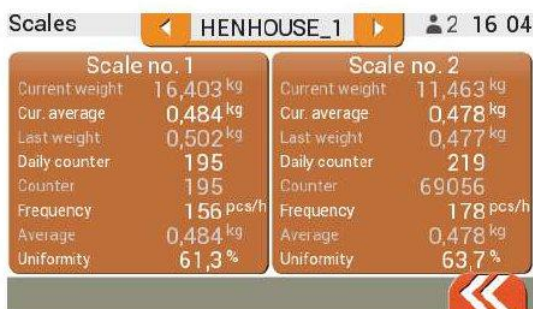 Scales HENHOUSE_1 2 16 04
Scale no. 1
Current weight 16,403 kg
Cur. average 0,484 kg
Last weight 0,502 kg
Daily counter 195
Counter 195
Frequency 156 pcs/h
Average 0,484 kg
Uniformity 61,3 %
Scale no. 2
Current weight 11,463 kg
Cur. average 0,478 kg
Last weight 0,477 kg
Daily counter 219
Counter 69056
Frequency 178 pcs/h
Average 0,478 kg
Uniformity 63,7 %